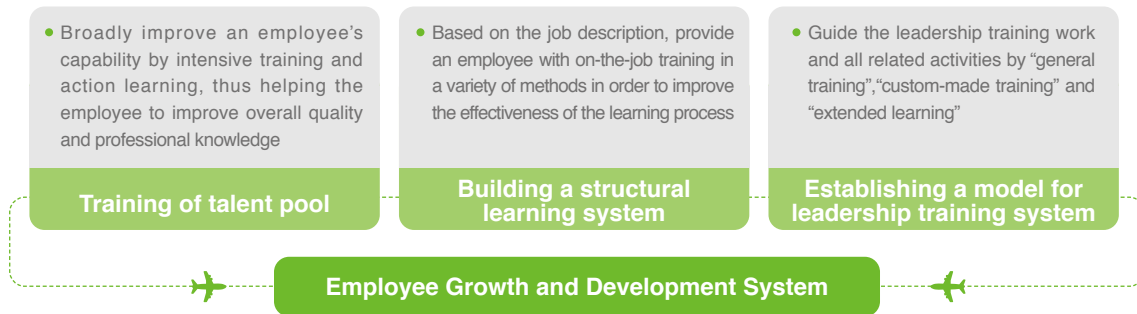 • Broadly improve an employee's
capability by intensive training and
action learning, thus helping the
employee to improve overall quality
and professional knowledge
Training of talent pool
• Based on the job description, provide
an employee with on-the-job training in
a variety of methods in order to improve
the effectiveness of the learning process
Building a structural
learning system
• Guide the leadership training work
and all related activities by “general
training”,“custom-made training” and
“extended learning”
Establishing a model for
leadership training system
Employee Growth and Development System